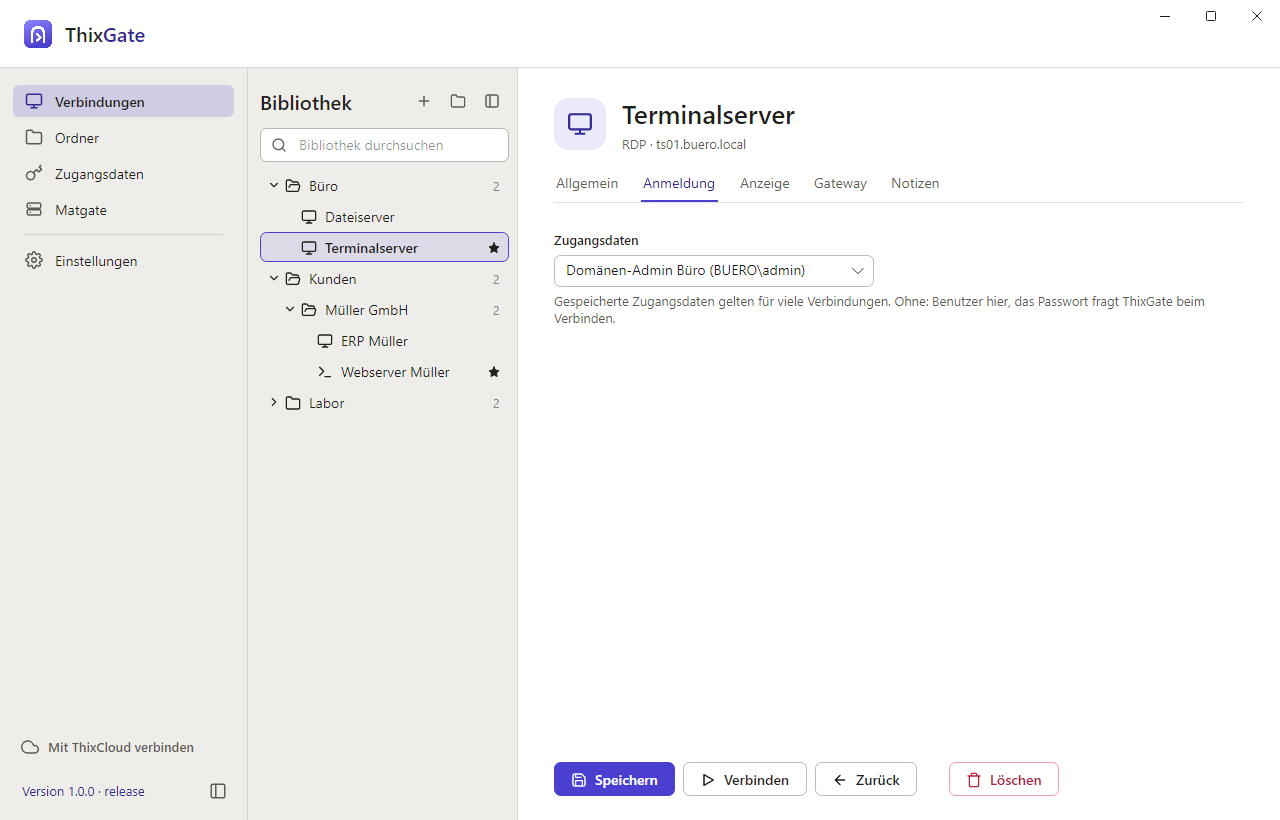 ThixGate
Verbindungen
Ordner
Zugangsdaten
Matgate
Einstellungen
Mit ThixCloud verbinden
Version 1.0.0 · release
Bibliothek
Bibliothek durchsuchen
Büro 2
Dateiserver
Terminalserver
Kunden 2
Müller GmbH 2
ERP Müller
Webserver Müller
Labor 2
Terminalserver
RDP · ts01.buero.local
Allgemein Anmeldung Anzeige Gateway Notizen
Zugangsdaten
Domänen-Admin Büro (BUERO\admin)
Gespeicherte Zugangsdaten gelten für viele Verbindungen. Ohne: Benutzer hier, das Passwort fragt ThixGate beim
Verbinden.
Speichern Verbinden Zurück Löschen